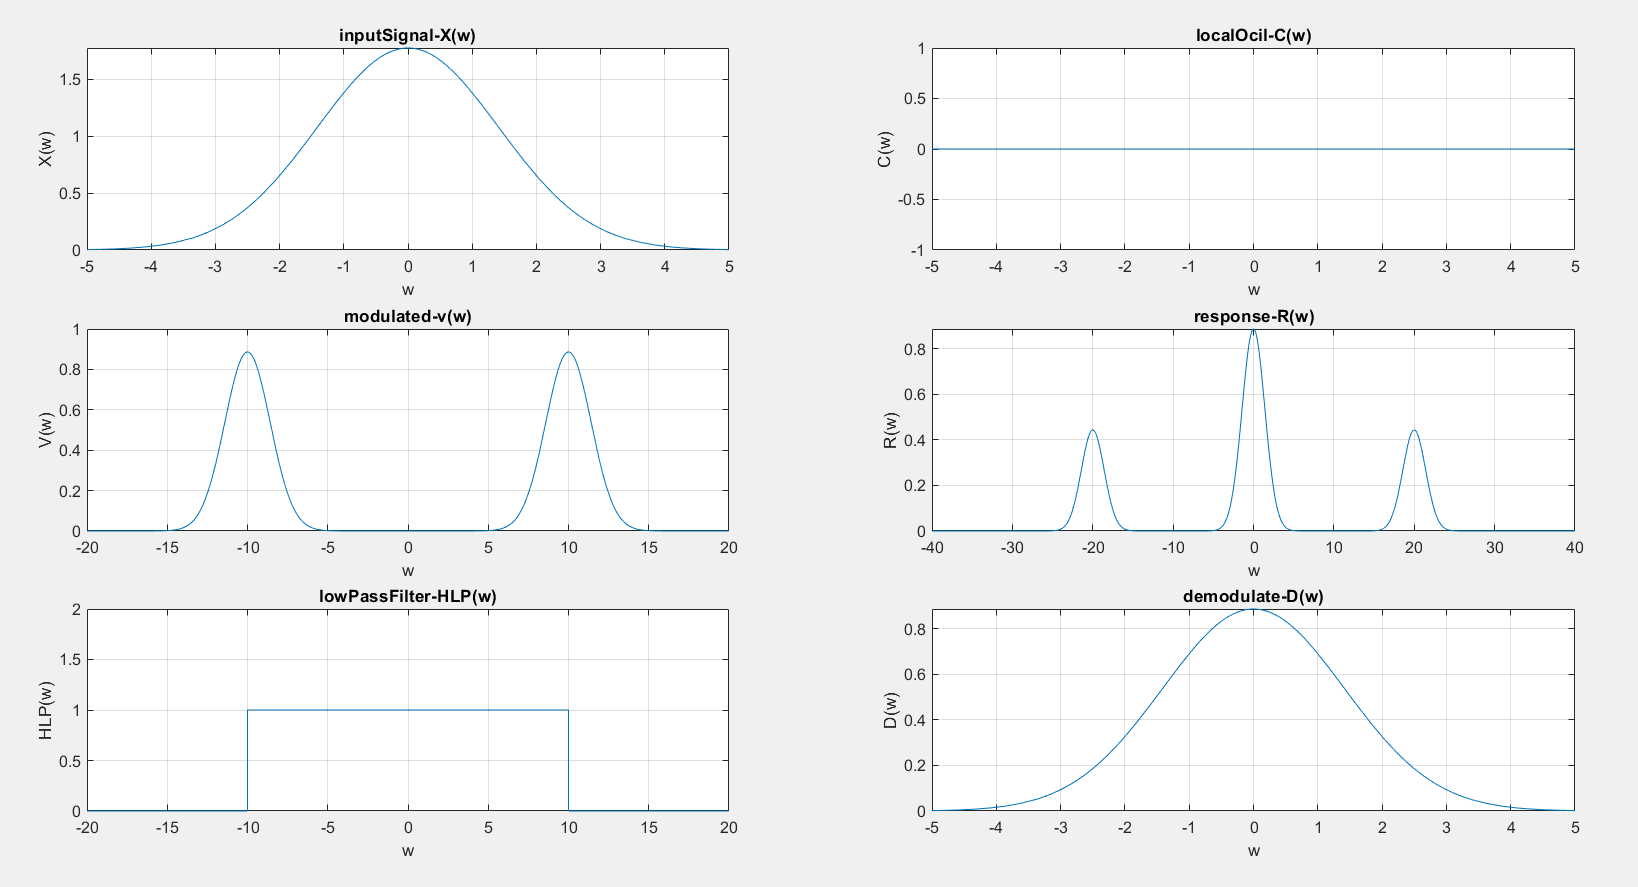 inputSignal-X(w)
X(w)
1.5
1
0.5
0
-5 -4 -3 -2 -1 0 1 2 3 4 5
w
localOcil-C(w)
C(w)
1
0.5
0
-0.5
-1
-5 -4 -3 -2 -1 0 1 2 3 4 5
w
modulated-v(w)
V(w)
1
0.8
0.6
0.4
0.2
0
-20 -15 -10 -5 0 5 10 15 20
w
response-R(w)
R(w)
0.8
0.6
0.4
0.2
0
-40 -30 -20 -10 0 10 20 30 40
w
lowPassFilter-HLP(w)
HLP(w)
2
1.5
1
0.5
0
-20 -15 -10 -5 0 5 10 15 20
w
demodulate-D(w)
D(w)
0.8
0.6
0.4
0.2
0
-5 -4 -3 -2 -1 0 1 2 3 4 5
w